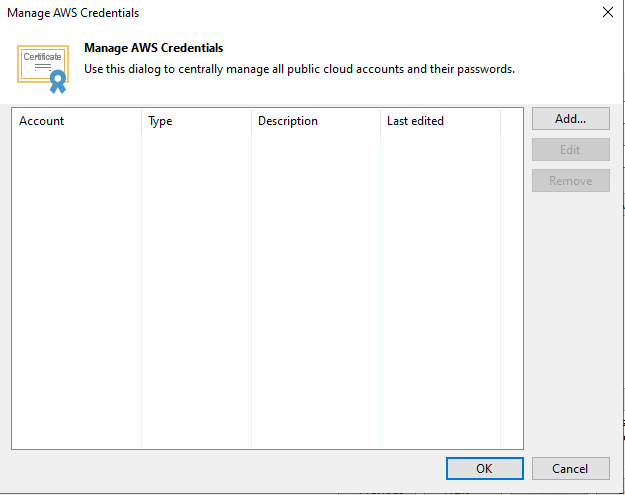 Manage AWS Credentials
Manage AWS Credentials
Certificate
Use this dialog to centrally manage all public cloud accounts and their passwords.
Account Type Description Last edited
Add...
Edit
Remove
OK Cancel